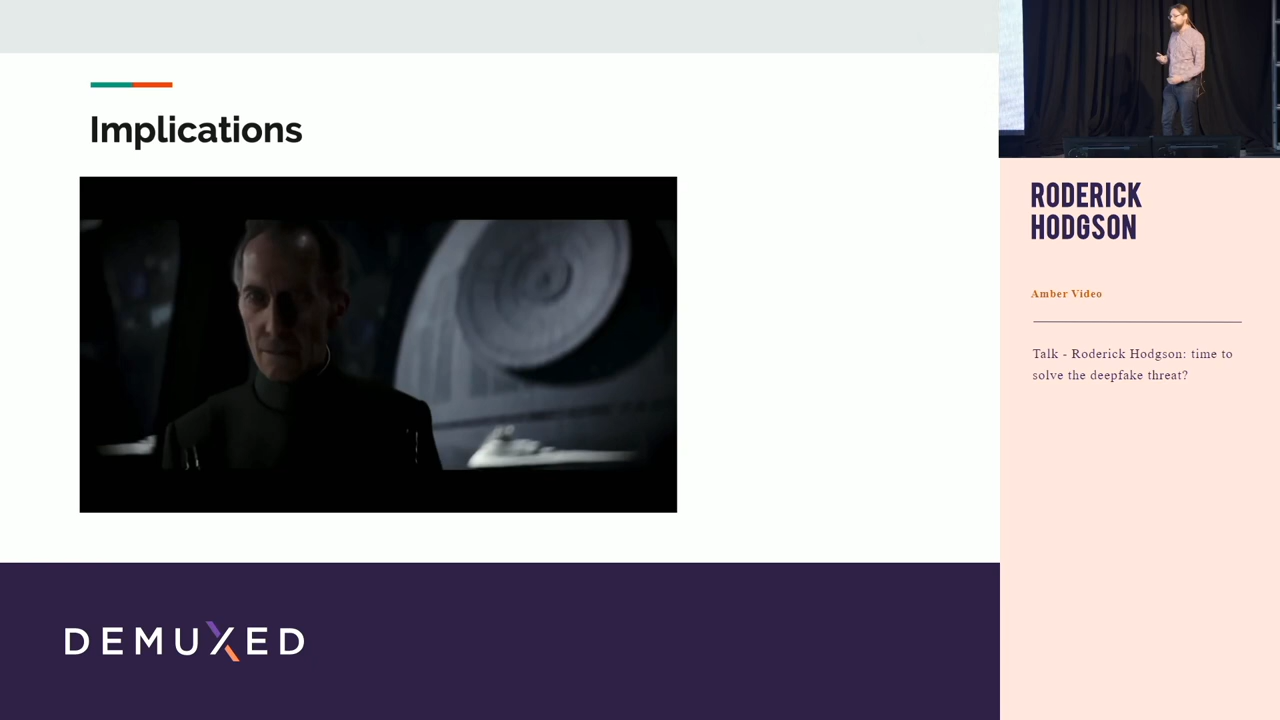 Implications
RODERICK
HODGSON
Amber Video
Talk - Roderick Hodgson: time to
solve the deepfake threat?
DEMUXED